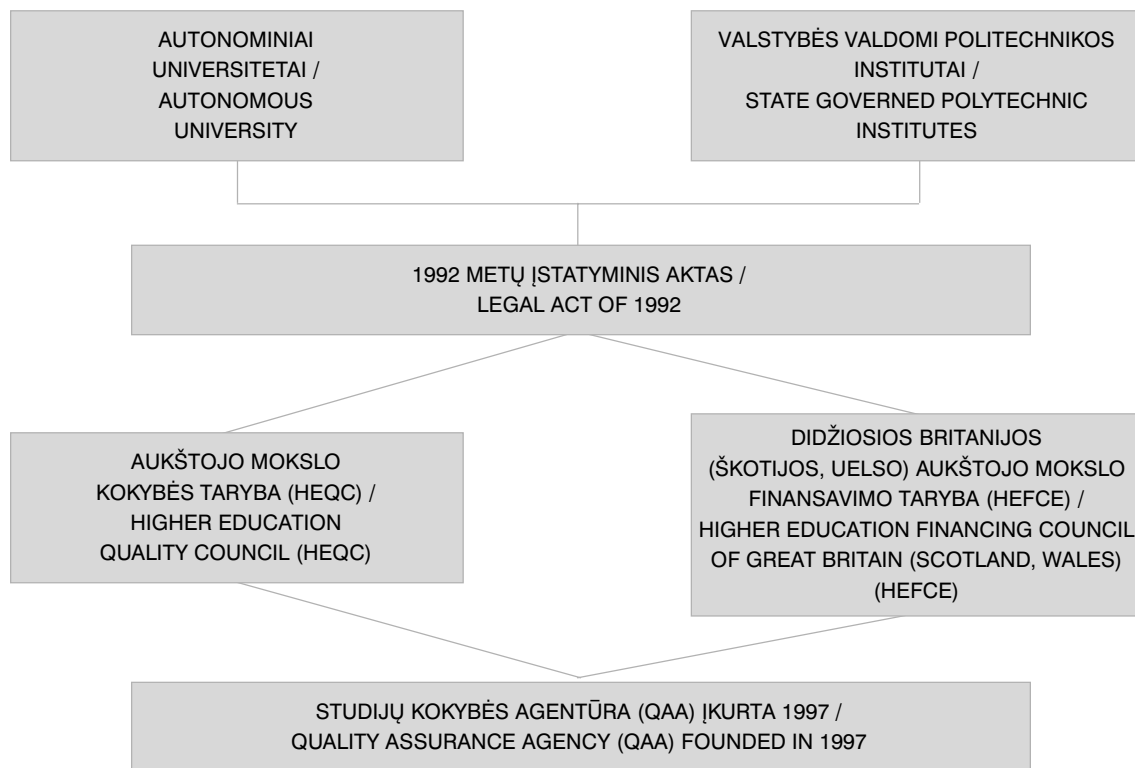 AUTONOMINIAI
UNIVERSITETAI /
AUTONOMOUS
UNIVERSITY
VALSTYBĖS VALDOMI POLITECHNIKOS
INSTITUTAI /
STATE GOVERNED POLYTECHNIC
INSTITUTES
1992 METŲ ĮSTATYMINIS AKTAS /
LEGAL ACT OF 1992
AUKŠTOJO MOKSLO
KOKYBĖS TARYBA (HEQC) /
HIGHER EDUCATION
QUALITY COUNCIL (HEQC)
DIDŽIOSIOS BRITANIJOS
(ŠKOTIJOS, UELSO) AUKŠTOJO MOKSLO
FINANSAVIMO TARYBA (HEFCE) /
HIGHER EDUCATION FINANCING COUNCIL
OF GREAT BRITAIN (SCOTLAND, WALES)
(HEFCE)
STUDIJŲ KOKYBĖS AGENTŪRA (QAA) ĮKURTA 1997 /
QUALITY ASSURANCE AGENCY (QAA) FOUNDED IN 1997